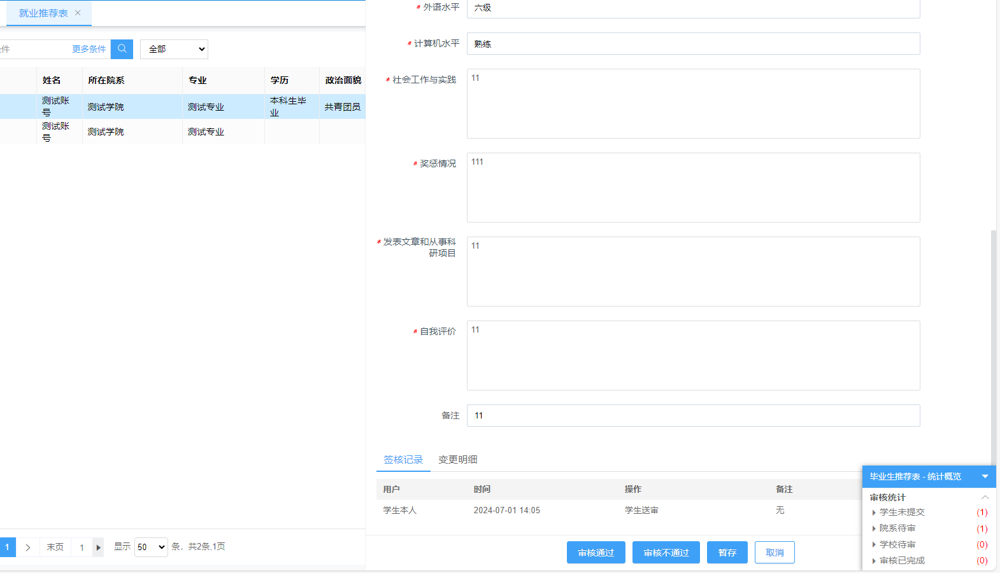 就业推荐表
条件
更多条件
全部
姓名 所在院系 专业 学历 政治面貌
测试账号 测试学院 测试专业 本科生毕业 共青团员
测试账号 测试学院 测试专业
1 末页 1 显示 50 条，共2条,1页
* 外语水平 六级
* 计算机水平 熟练
* 社会工作与实践 11
* 奖惩情况 111
* 发表文章和从事科研项目 11
* 自我评价 11
备注 11
签核记录 变更明细
用户 时间 操作 备注
学生本人 2024-07-01 14:05 学生送审 无
审核通过 审核不通过 暂存 取消
毕业生推荐表 - 统计概览
审核统计
学生未提交 (1)
院系待审 (1)
学校待审 (0)
审核已完成 (0)